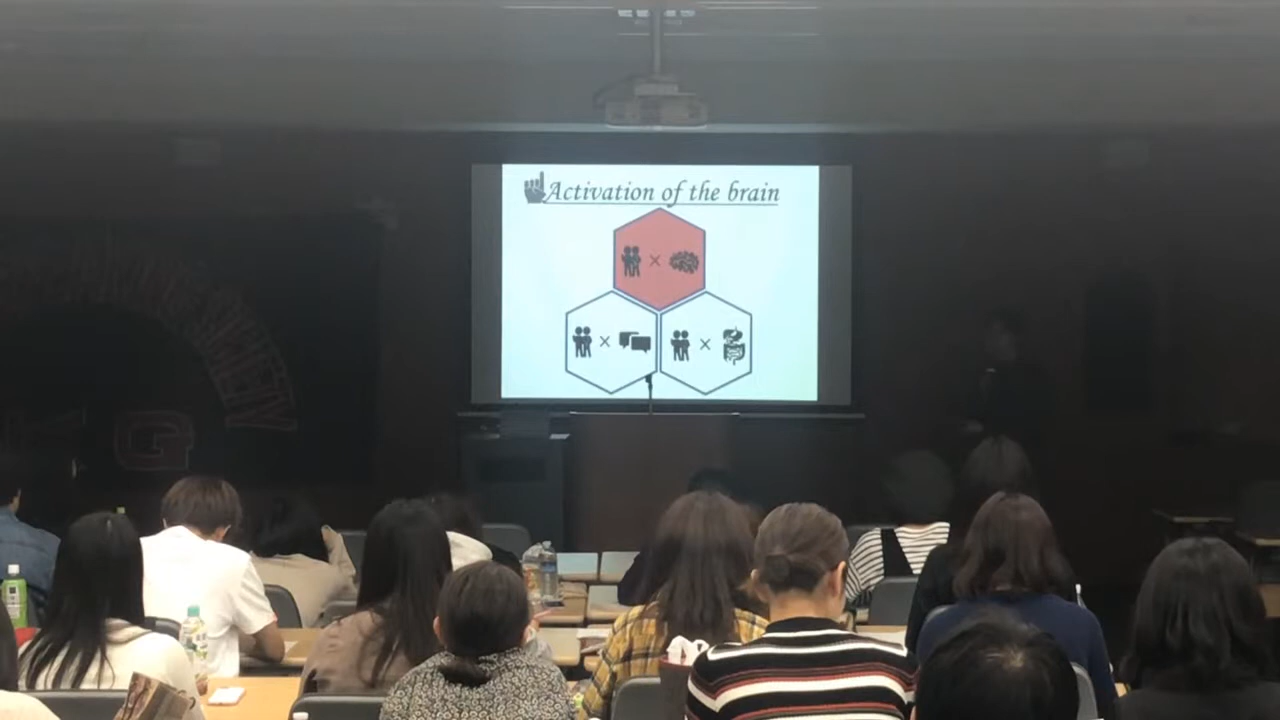 Activation of the brain
×
×
×
G